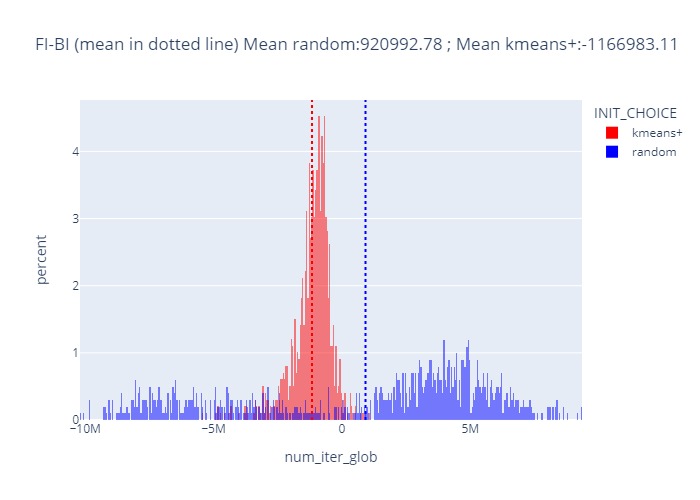 FI-BI (mean in dotted line) Mean random:920992.78 ; Mean kmeans+:-1166983.11
INIT_CHOICE
kmeans+
random
4
3
2
1
0
percent
−10M
−5M
0
5M
num_iter_glob